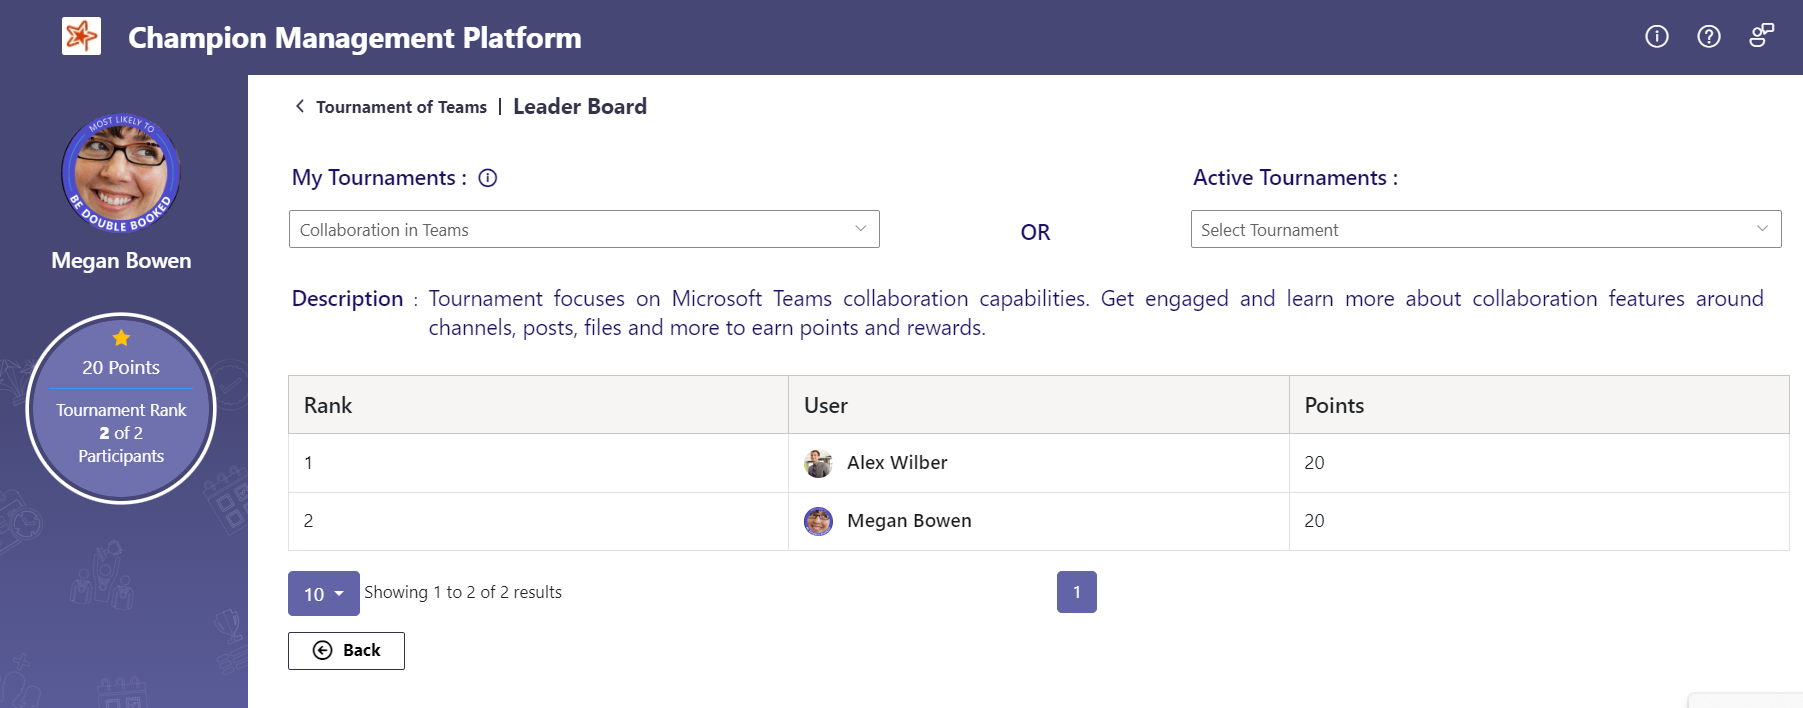 Champion Management Platform
MOST LIKELY TO
BE DOUBLE BOOKED
Megan Bowen
20 Points
Tournament Rank
2 of 2
Participants
Tournament of Teams | Leader Board
My Tournaments :
Active Tournaments :
Collaboration in Teams
OR
Select Tournament
Description : Tournament focuses on Microsoft Teams collaboration capabilities. Get engaged and learn more about collaboration features around
channels, posts, files and more to earn points and rewards.
Rank User Points
1 Alex Wilber 20
2 Megan Bowen 20
10 Showing 1 to 2 of 2 results 1
Back